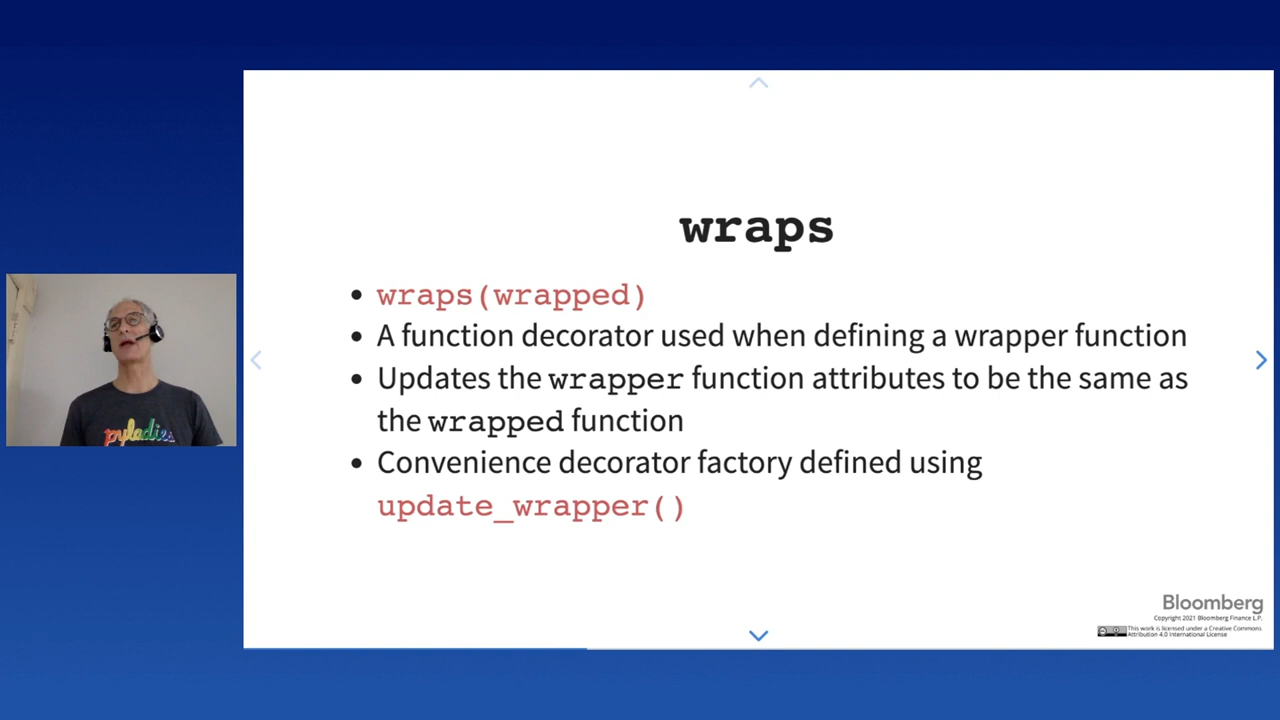 wraps
wraps(wrapped)
A function decorator used when defining a wrapper function
Updates the wrapper function attributes to be the same as
the wrapped function
Convenience decorator factory defined using
update_wrapper()
pyladies
Bloomberg
Copyright 2021 Bloomberg Finance L.P.
This work is licensed under a Creative Commons
Attribution 4.0 International License